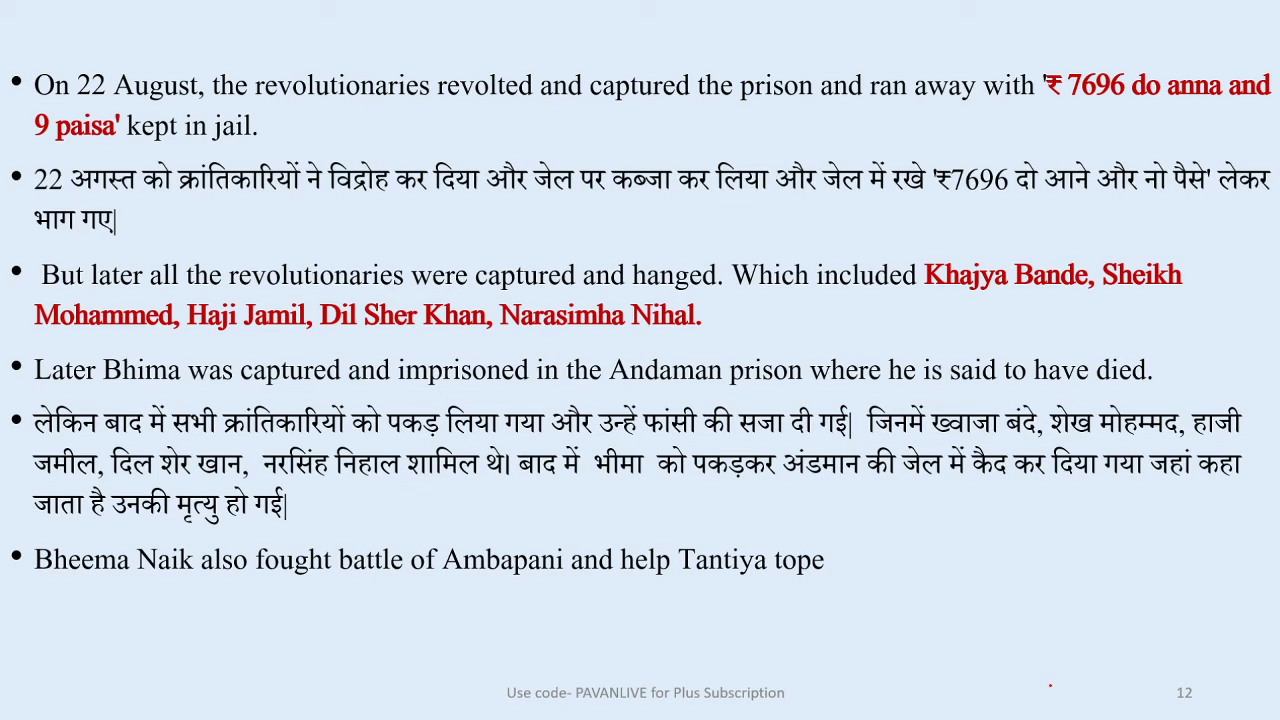 • On 22 August, the revolutionaries revolted and captured the prison and ran away with '₹ 7696 do anna and
9 paisa' kept in jail.
• 22 अगस्त को क्रांतिकारियों ने विद्रोह कर दिया और जेल पर कब्जा कर लिया और जेल में रखे '₹7696 दो आने और नो पैसे' लेकर
भाग गए|
• But later all the revolutionaries were captured and hanged. Which included Khajya Bande, Sheikh
Mohammed, Haji Jamil, Dil Sher Khan, Narasimha Nihal.
• Later Bhima was captured and imprisoned in the Andaman prison where he is said to have died.
• लेकिन बाद में सभी क्रांतिकारियों को पकड़ लिया गया और उन्हें फांसी की सजा दी गई| जिनमें ख्वाजा बंदे, शेख मोहम्मद, हाजी
जमील, दिल शेर खान, नरसिंह निहाल शामिल थे। बाद में भीमा को पकड़कर अंडमान की जेल में कैद कर दिया गया जहां कहा
जाता है उनकी मृत्यु हो गई|
• Bheema Naik also fought battle of Ambapani and help Tantiya tope
Use code- PAVANLIVE for Plus Subscription
12